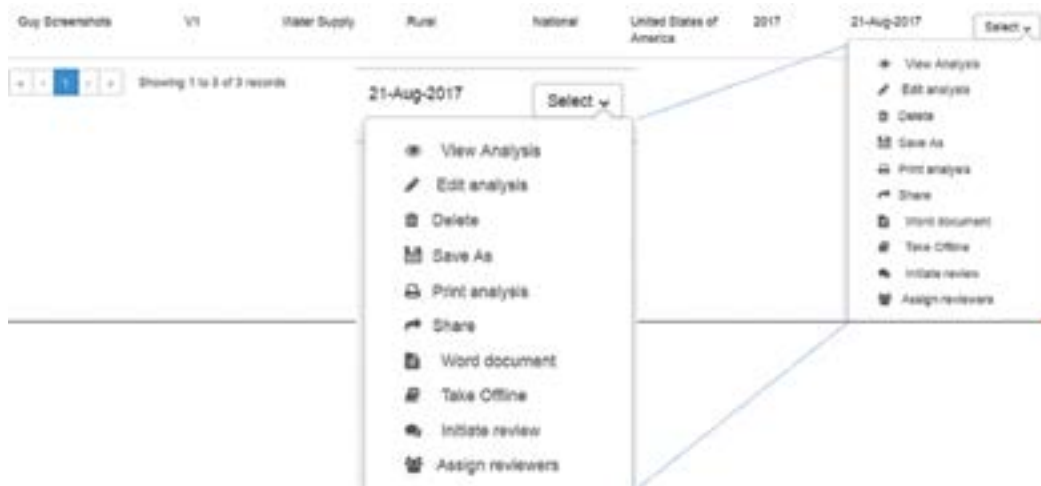 Guy Screenshots V1 Water Supply Rural National United States of America 2017 21-Aug-2017 Select
1 Showing 1 to 3 of 3 records
21-Aug-2017 Select
View Analysis
Edit analysis
Delete
Save As
Print analysis
Share
Word document
Take Offline
Initiate review
Assign reviewers
View Analysis
Edit analysis
Delete
Save As
Print analysis
Share
Word document
Take Offline
Initiate review
Assign reviewers